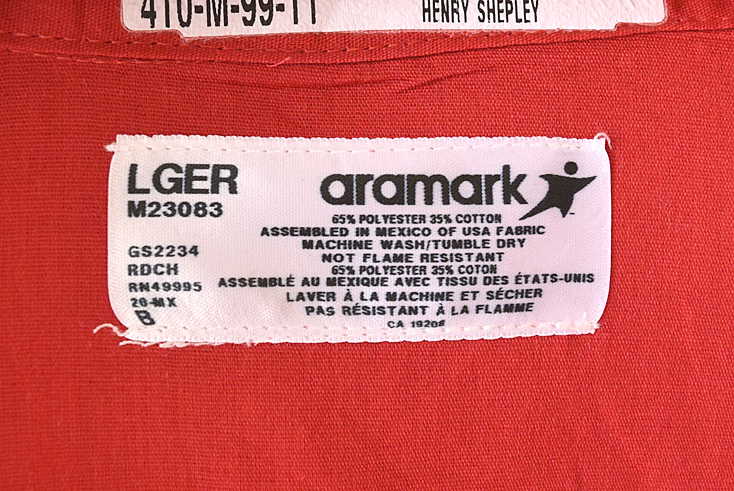 410-M-99-11
HENRY SHEPLEY
LGER
M23083
GS2234
RDCH
RN49995
20-MX
B
aramark
65% POLYESTER 35% COTTON
ASSEMBLED IN MEXICO OF USA FABRIC
MACHINE WASH/TUMBLE DRY
NOT FLAME RESISTANT
65% POLYESTER 35% COTON
ASSEMBLÉ AU MEXIQUE AVEC TISSU DES ÉTATS-UNIS
LAVER À LA MACHINE ET SÉCHER
PAS RÉSISTANT À LA FLAMME
CA 19208